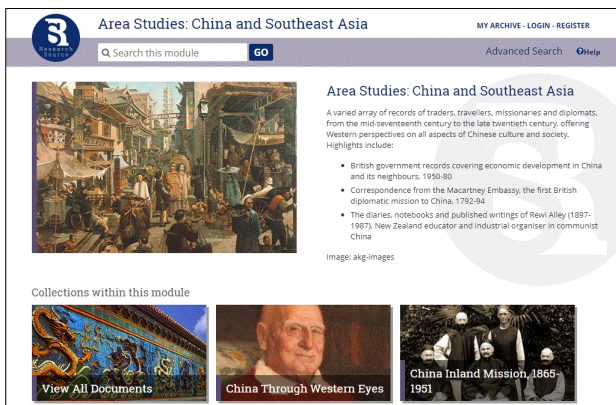 Area Studies: China and Southeast Asia
MY ARCHIVE - LOGIN - REGISTER
Research
Source
Search this module
GO
Advanced Search
Help
Area Studies: China and Southeast Asia
A varied array of records of traders, travellers, missionaries and diplomats,
from the mid-seventeenth century to the late twentieth century, offering
Western perspectives on all aspects of Chinese culture and society.
Highlights include:
British government records covering economic development in China
and its neighbours, 1950-80
Correspondence from the Macartney Embassy, the first British
diplomatic mission to China, 1792-94
The diaries, notebooks and published writings of Rewi Alley (1897-
1987), New Zealand educator and industrial organiser in communist
China
Image: akg-images
Collections within this module
View All Documents
China Through Western Eyes
China Inland Mission, 1865-
1951